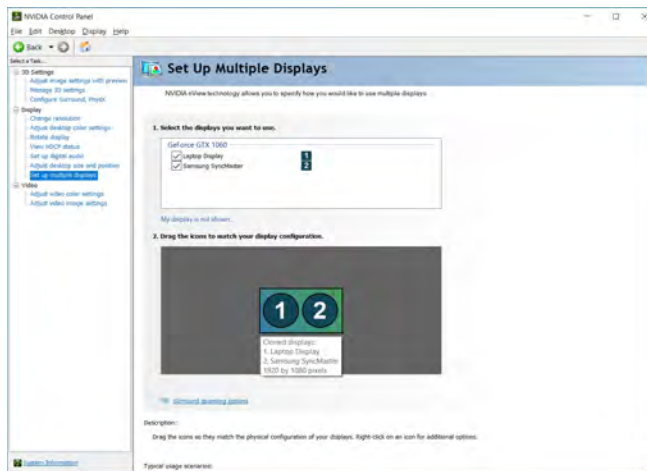 NVIDIA Control Panel
File Edit Desktop Display Help
Back
Select a Task...
3D Settings
Adjust image settings with preview
Manage 3D settings
Configure Surround, PhysX
Display
Change resolution
Adjust desktop color settings
Rotate display
View HDCP status
Set up digital audio
Adjust desktop size and position
Set up multiple displays
Video
Adjust video color settings
Adjust video image settings
System Information
Set Up Multiple Displays
NVIDIA nView technology allows you to specify how you would like to use multiple displays.
1. Select the displays you want to use.
GeForce GTX 1060
Laptop Display 1
Samsung SyncMaster 2
My display is not shown...
2. Drag the icons to match your display configuration.
1 2
Cloned displays:
1. Laptop Display
2. Samsung SyncMaster
1920 by 1080 pixels
Surround spanning options
Description:
Drag the icons so they match the physical configuration of your displays. Right-click on an icon for additional options.
Typical usage scenarios: